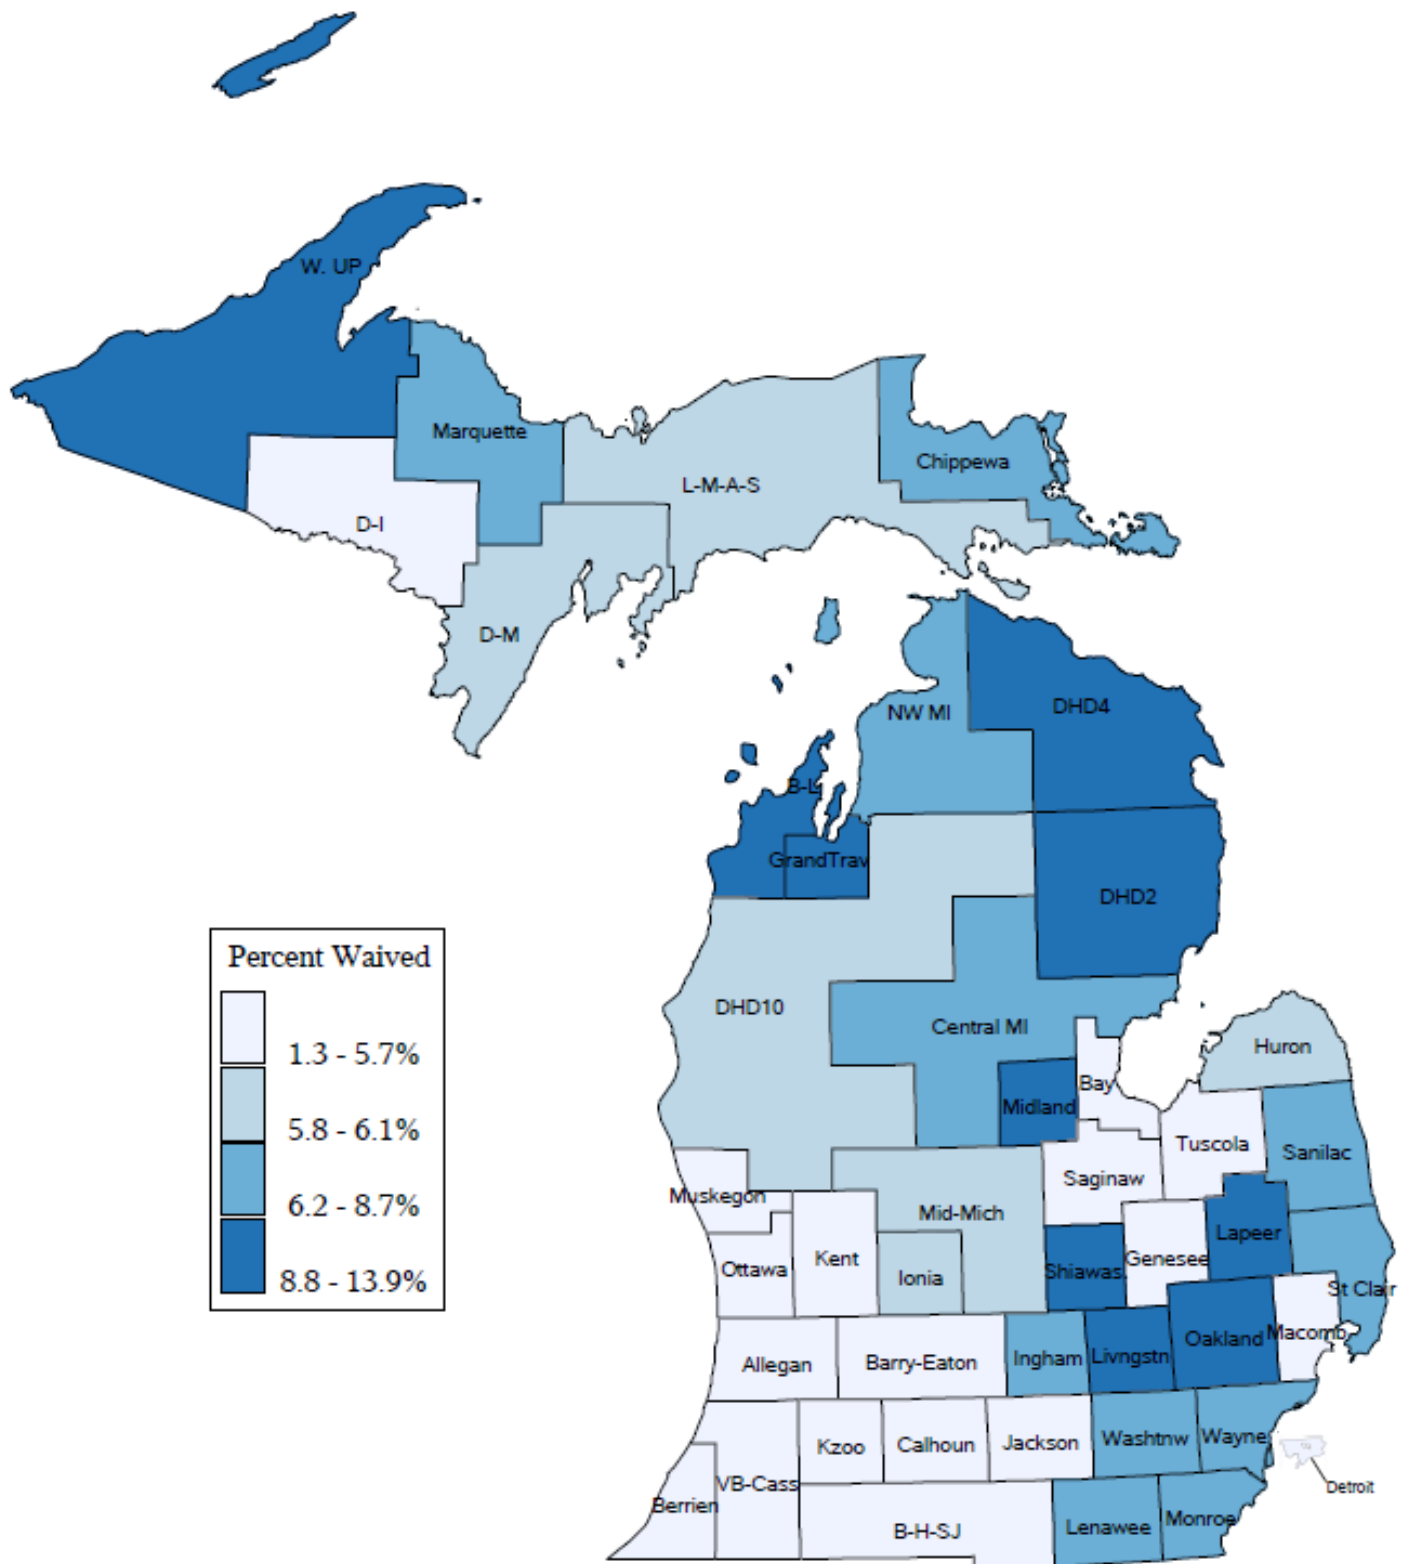 W. UP
Marquette
Chippewa
L-M-A-S
D-I
D-M
NW MI
DHD4
B-L
GrandTrav
DHD2
Percent Waived
1.3 - 5.7%
5.8 - 6.1%
6.2 - 8.7%
8.8 - 13.9%
DHD10
Central MI
Huron
Bay
Midland
Tuscola
Sanilac
Saginaw
Muskegon
Mid-Mich
Lapeer
Kent
Genesee
Ottawa
Ionia
Shiawas
St Clair
Oakland
Macomb
Allegan
Barry-Eaton
Ingham
Livngstn
Kzoo
Calhoun
Jackson
Washtnw
Wayne
VB-Cass
Detroit
Berrien
B-H-SJ
Lenawee
Monroe